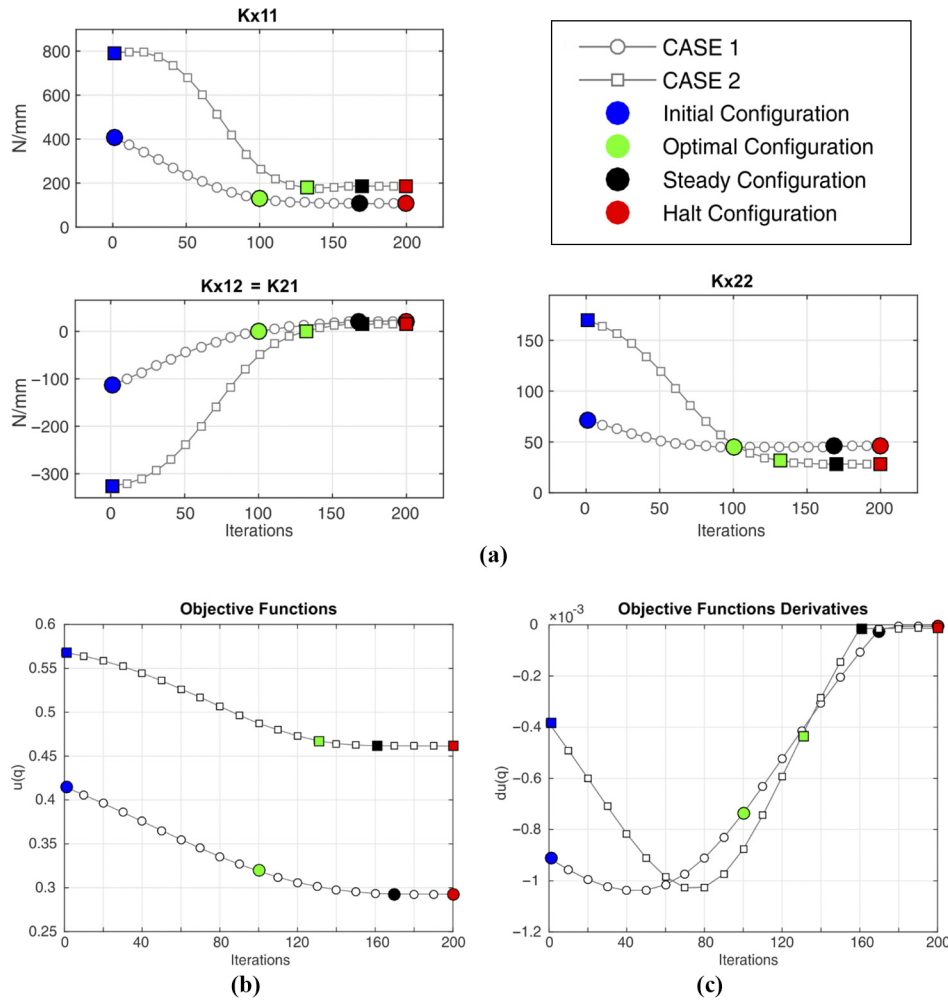 Kx11
N/mm
800
600
400
200
0
0 50 100 150 200
CASE 1
CASE 2
Initial Configuration
Optimal Configuration
Steady Configuration
Halt Configuration
Kx12 = K21
N/mm
0
−100
−200
−300
0 50 100 150 200
Iterations
Kx22
150
100
50
0
0 50 100 150 200
Iterations
(a)
Objective Functions
u(q)
0.6
0.55
0.5
0.45
0.4
0.35
0.3
0.25
0 40 80 120 160 200
Iterations
(b)
Objective Functions Derivatives
×10⁻³
du(q)
0
−0.2
−0.4
−0.6
−0.8
−1
−1.2
0 40 80 120 160 200
Iterations
(c)